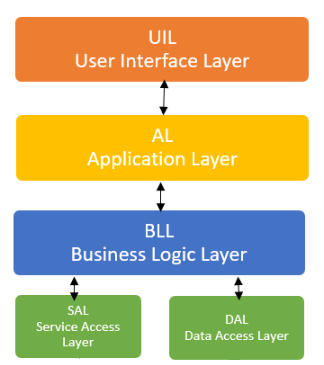 UIL
User Interface Layer
AL
Application Layer
BLL
Business Logic Layer
SAL
Service Access
Layer
DAL
Data Access Layer